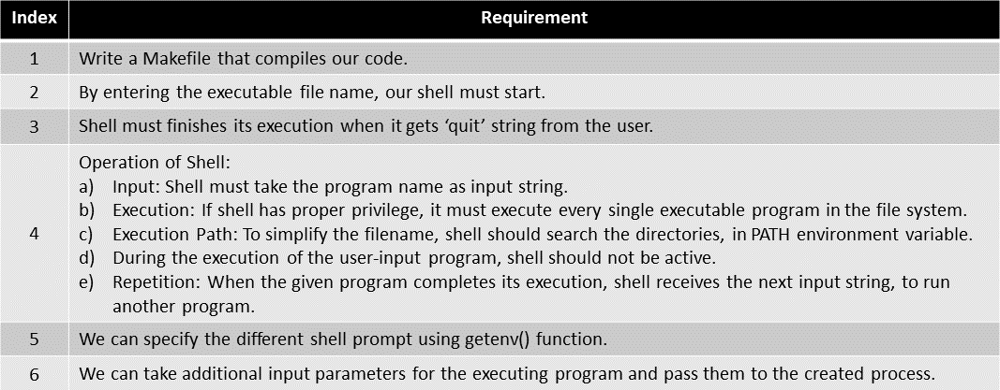 Index Requirement
1 Write a Makefile that compiles our code.
2 By entering the executable file name, our shell must start.
3 Shell must finishes its execution when it gets ‘quit’ string from the user.
Operation of Shell:
a) Input: Shell must take the program name as input string.
b) Execution: If shell has proper privilege, it must execute every single executable program in the file system.
4 c) Execution Path: To simplify the filename, shell should search the directories, in PATH environment variable.
d) During the execution of the user-input program, shell should not be active.
e) Repetition: When the given program completes its execution, shell receives the next input string, to run
another program.
5 We can specify the different shell prompt using getenv() function.
6 We can take additional input parameters for the executing program and pass them to the created process.